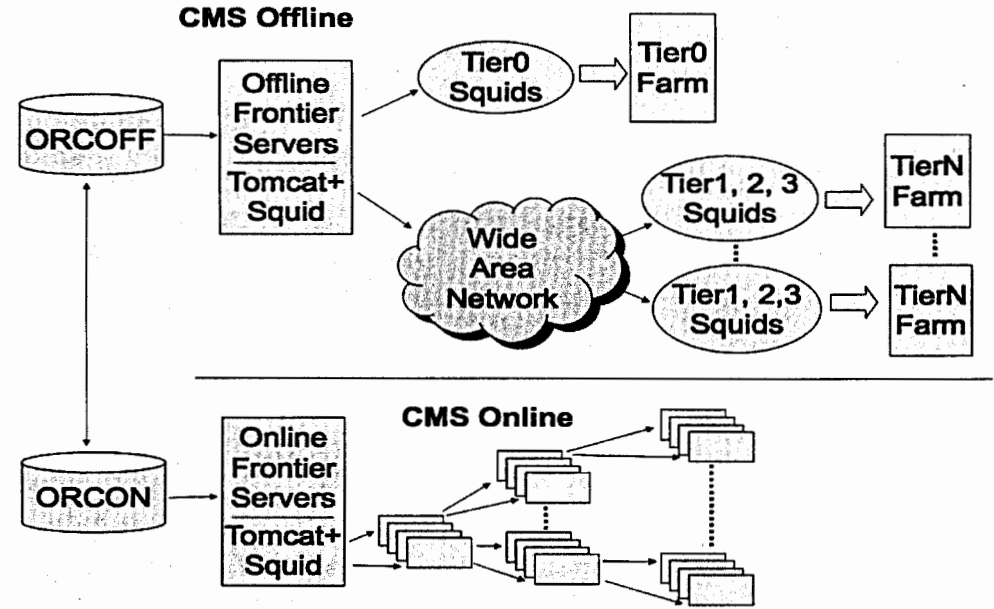 CMS Offline
ORCOFF
Offline
Frontier
Servers
Tomcat+
Squid
Tier0
Squids
Tier0
Farm
Wide
Area
Network
Tier1, 2, 3
Squids
TierN
Farm
Tier1, 2,3
Squids
TierN
Farm
CMS Online
ORCON
Online
Frontier
Servers
Tomcat+
Squid